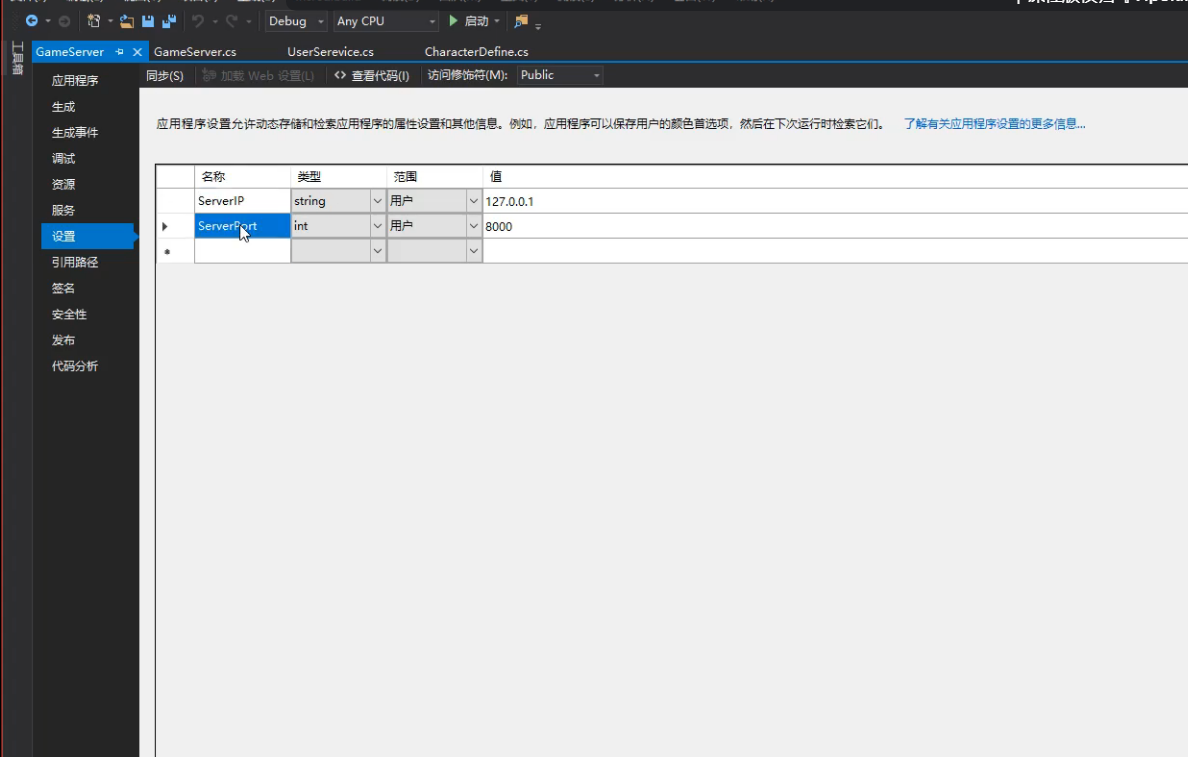 Debug Any CPU 启动
工具箱
GameServer GameServer.cs UserSerevice.cs CharacterDefine.cs
同步(S) 加载 Web 设置(L) 查看代码(I) 访问修饰符(M): Public
应用程序
生成
生成事件
调试
资源
服务
设置
引用路径
签名
安全性
发布
代码分析
应用程序设置允许动态存储和检索应用程序的属性设置和其他信息。例如，应用程序可以保存用户的颜色首选项，然后在下次运行时检索它们。 了解有关应用程序设置的更多信息...
名称 类型 范围 值
ServerIP string 用户 127.0.0.1
ServerPort int 用户 8000